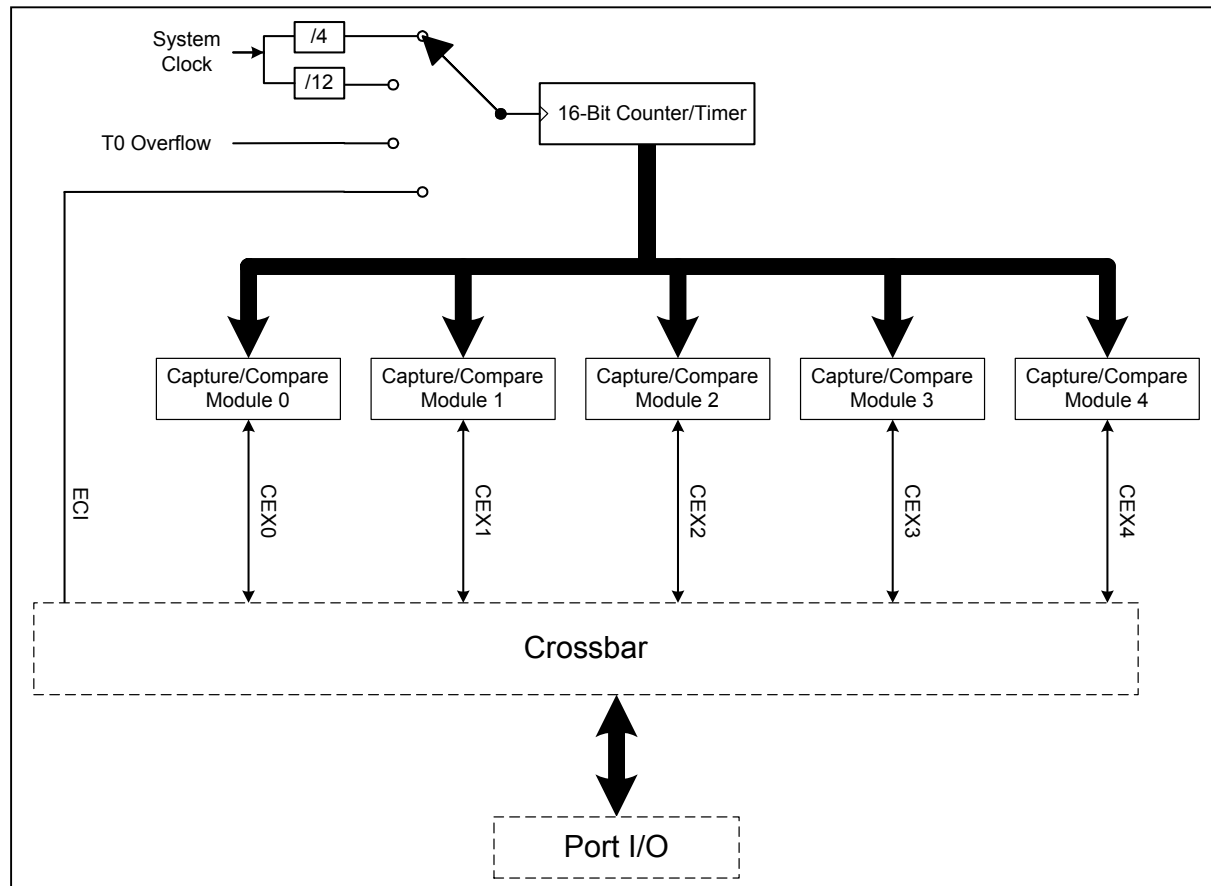 System
Clock
/4
/12
T0 Overflow
16-Bit Counter/Timer
Capture/Compare
Module 0
Capture/Compare
Module 1
Capture/Compare
Module 2
Capture/Compare
Module 3
Capture/Compare
Module 4
ECI
CEX0
CEX1
CEX2
CEX3
CEX4
Crossbar
Port I/O